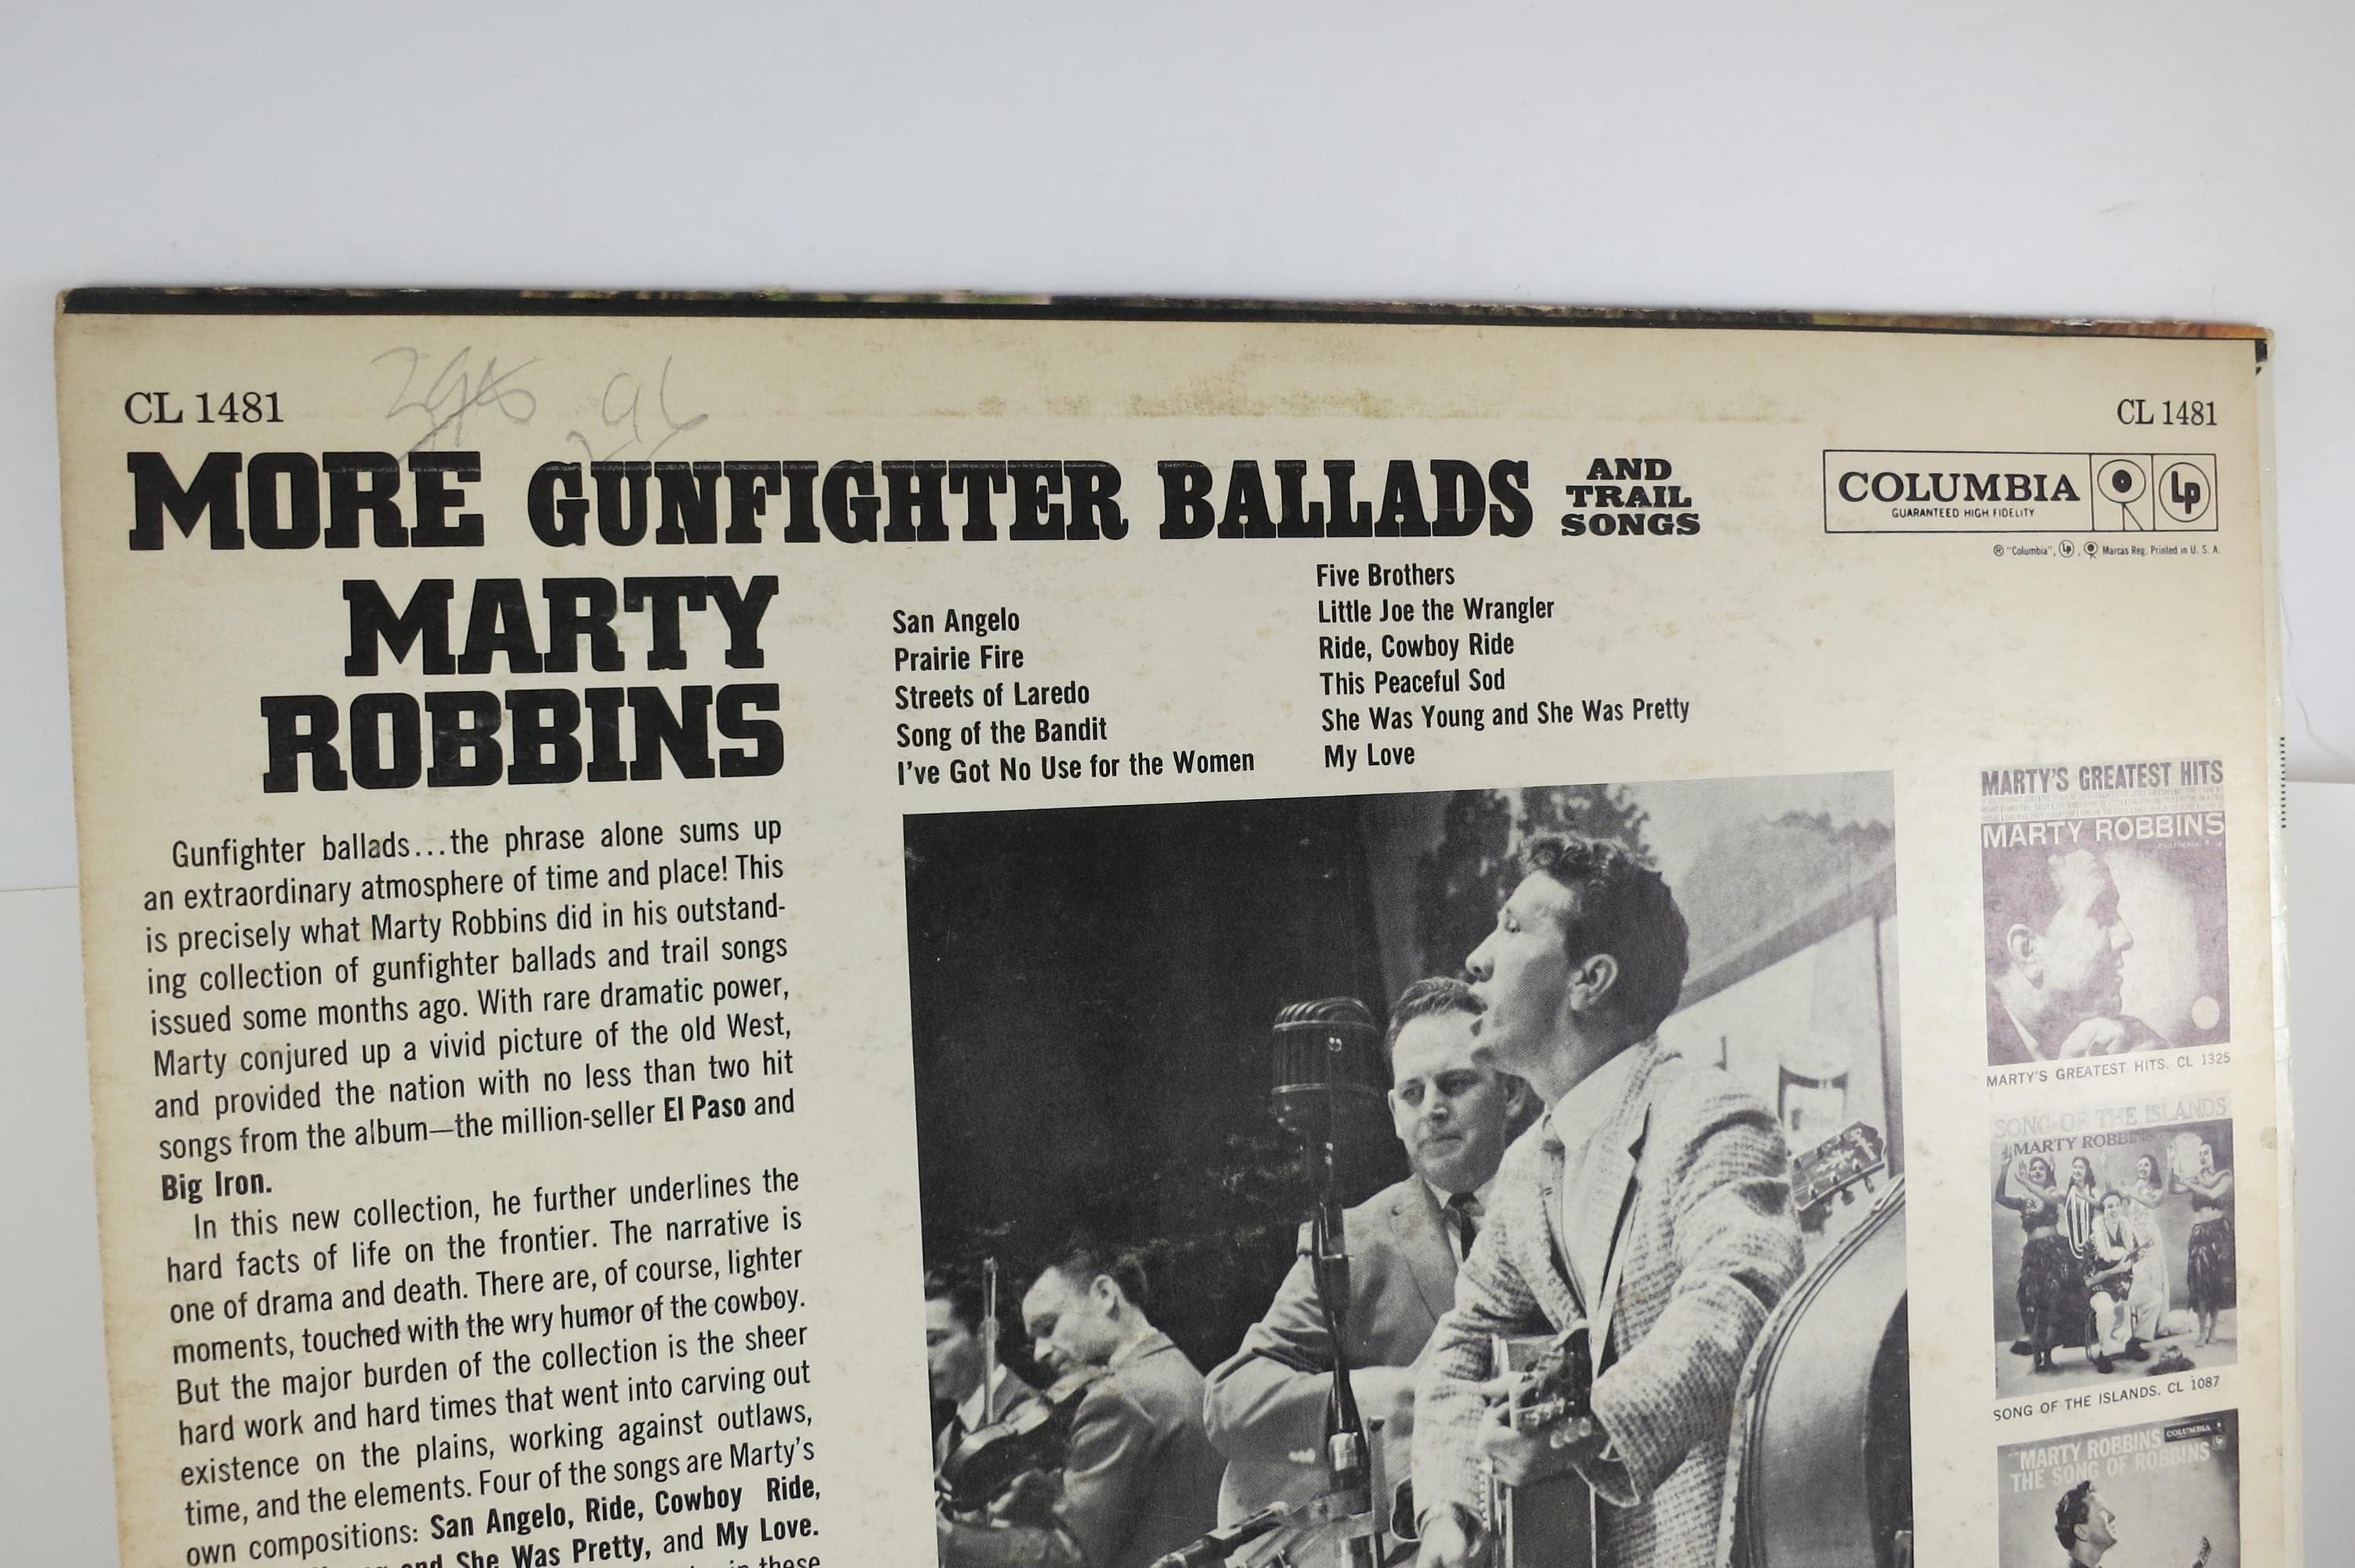 CL 1481
CL 1481
MORE GUNFIGHTER BALLADS AND TRAIL SONGS
COLUMBIA
GUARANTEED HIGH FIDELITY
Lp
® "Columbia", Lp, Marcas Reg. Printed in U. S. A.
MARTY
ROBBINS
San Angelo
Prairie Fire
Streets of Laredo
Song of the Bandit
I've Got No Use for the Women
Five Brothers
Little Joe the Wrangler
Ride, Cowboy Ride
This Peaceful Sod
She Was Young and She Was Pretty
My Love
Gunfighter ballads...the phrase alone sums up
an extraordinary atmosphere of time and place! This
is precisely what Marty Robbins did in his outstand-
ing collection of gunfighter ballads and trail songs
issued some months ago. With rare dramatic power,
Marty conjured up a vivid picture of the old West,
and provided the nation with no less than two hit
songs from the album—the million-seller El Paso and
Big Iron.
In this new collection, he further underlines the
hard facts of life on the frontier. The narrative is
one of drama and death. There are, of course, lighter
moments, touched with the wry humor of the cowboy.
But the major burden of the collection is the sheer
hard work and hard times that went into carving out
existence on the plains, working against outlaws,
time, and the elements. Four of the songs are Marty's
own compositions: San Angelo, Ride, Cowboy Ride,
and She Was Pretty, and My Love.
in these
MARTY'S GREATEST HITS
MARTY ROBBINS
MARTY'S GREATEST HITS. CL 1325
SONG OF THE ISLANDS
MARTY ROBBINS
SONG OF THE ISLANDS. CL 1087
MARTY ROBBINS
COLUMBIA
THE SONG OF ROBBINS